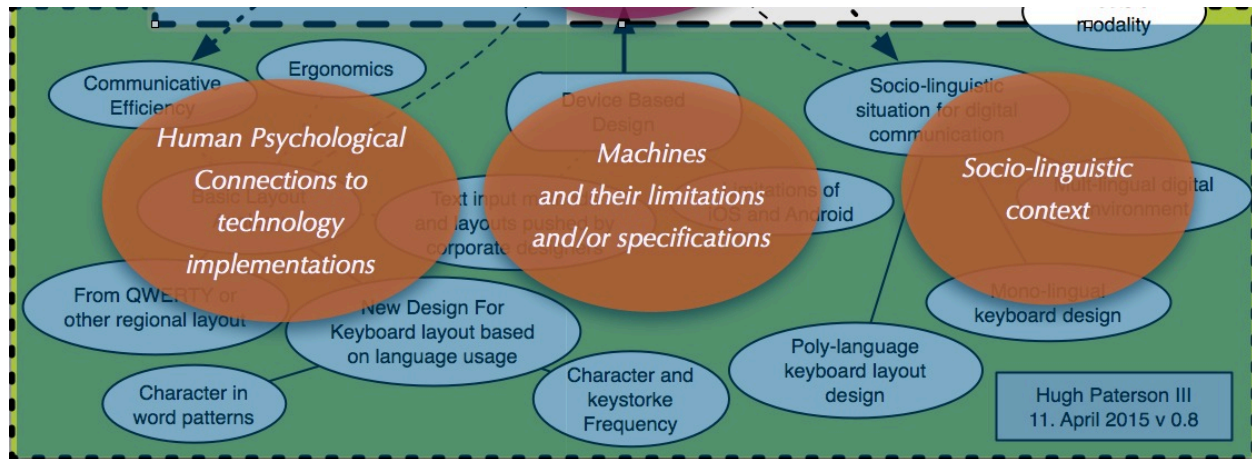 modality
Communicative
Efficiency
Ergonomics
Device Based
Design
Socio-linguistic
situation for digital
communication
Human Psychological
Connections to
technology
implementations
Machines
and their limitations
and/or specifications
Socio-linguistic
context
Basic Layout
Text input
and layouts pushed by
corporate
Limitations of
iOS and Android
Multi-lingual digital
From QWERTY or
other regional layout
New Design For
Keyboard layout based
on language usage
Mono-lingual
keyboard design
Poly-language
keyboard layout
design
Character in
word patterns
Character and
keystorke
Frequency
Hugh Paterson III
11. April 2015 v 0.8